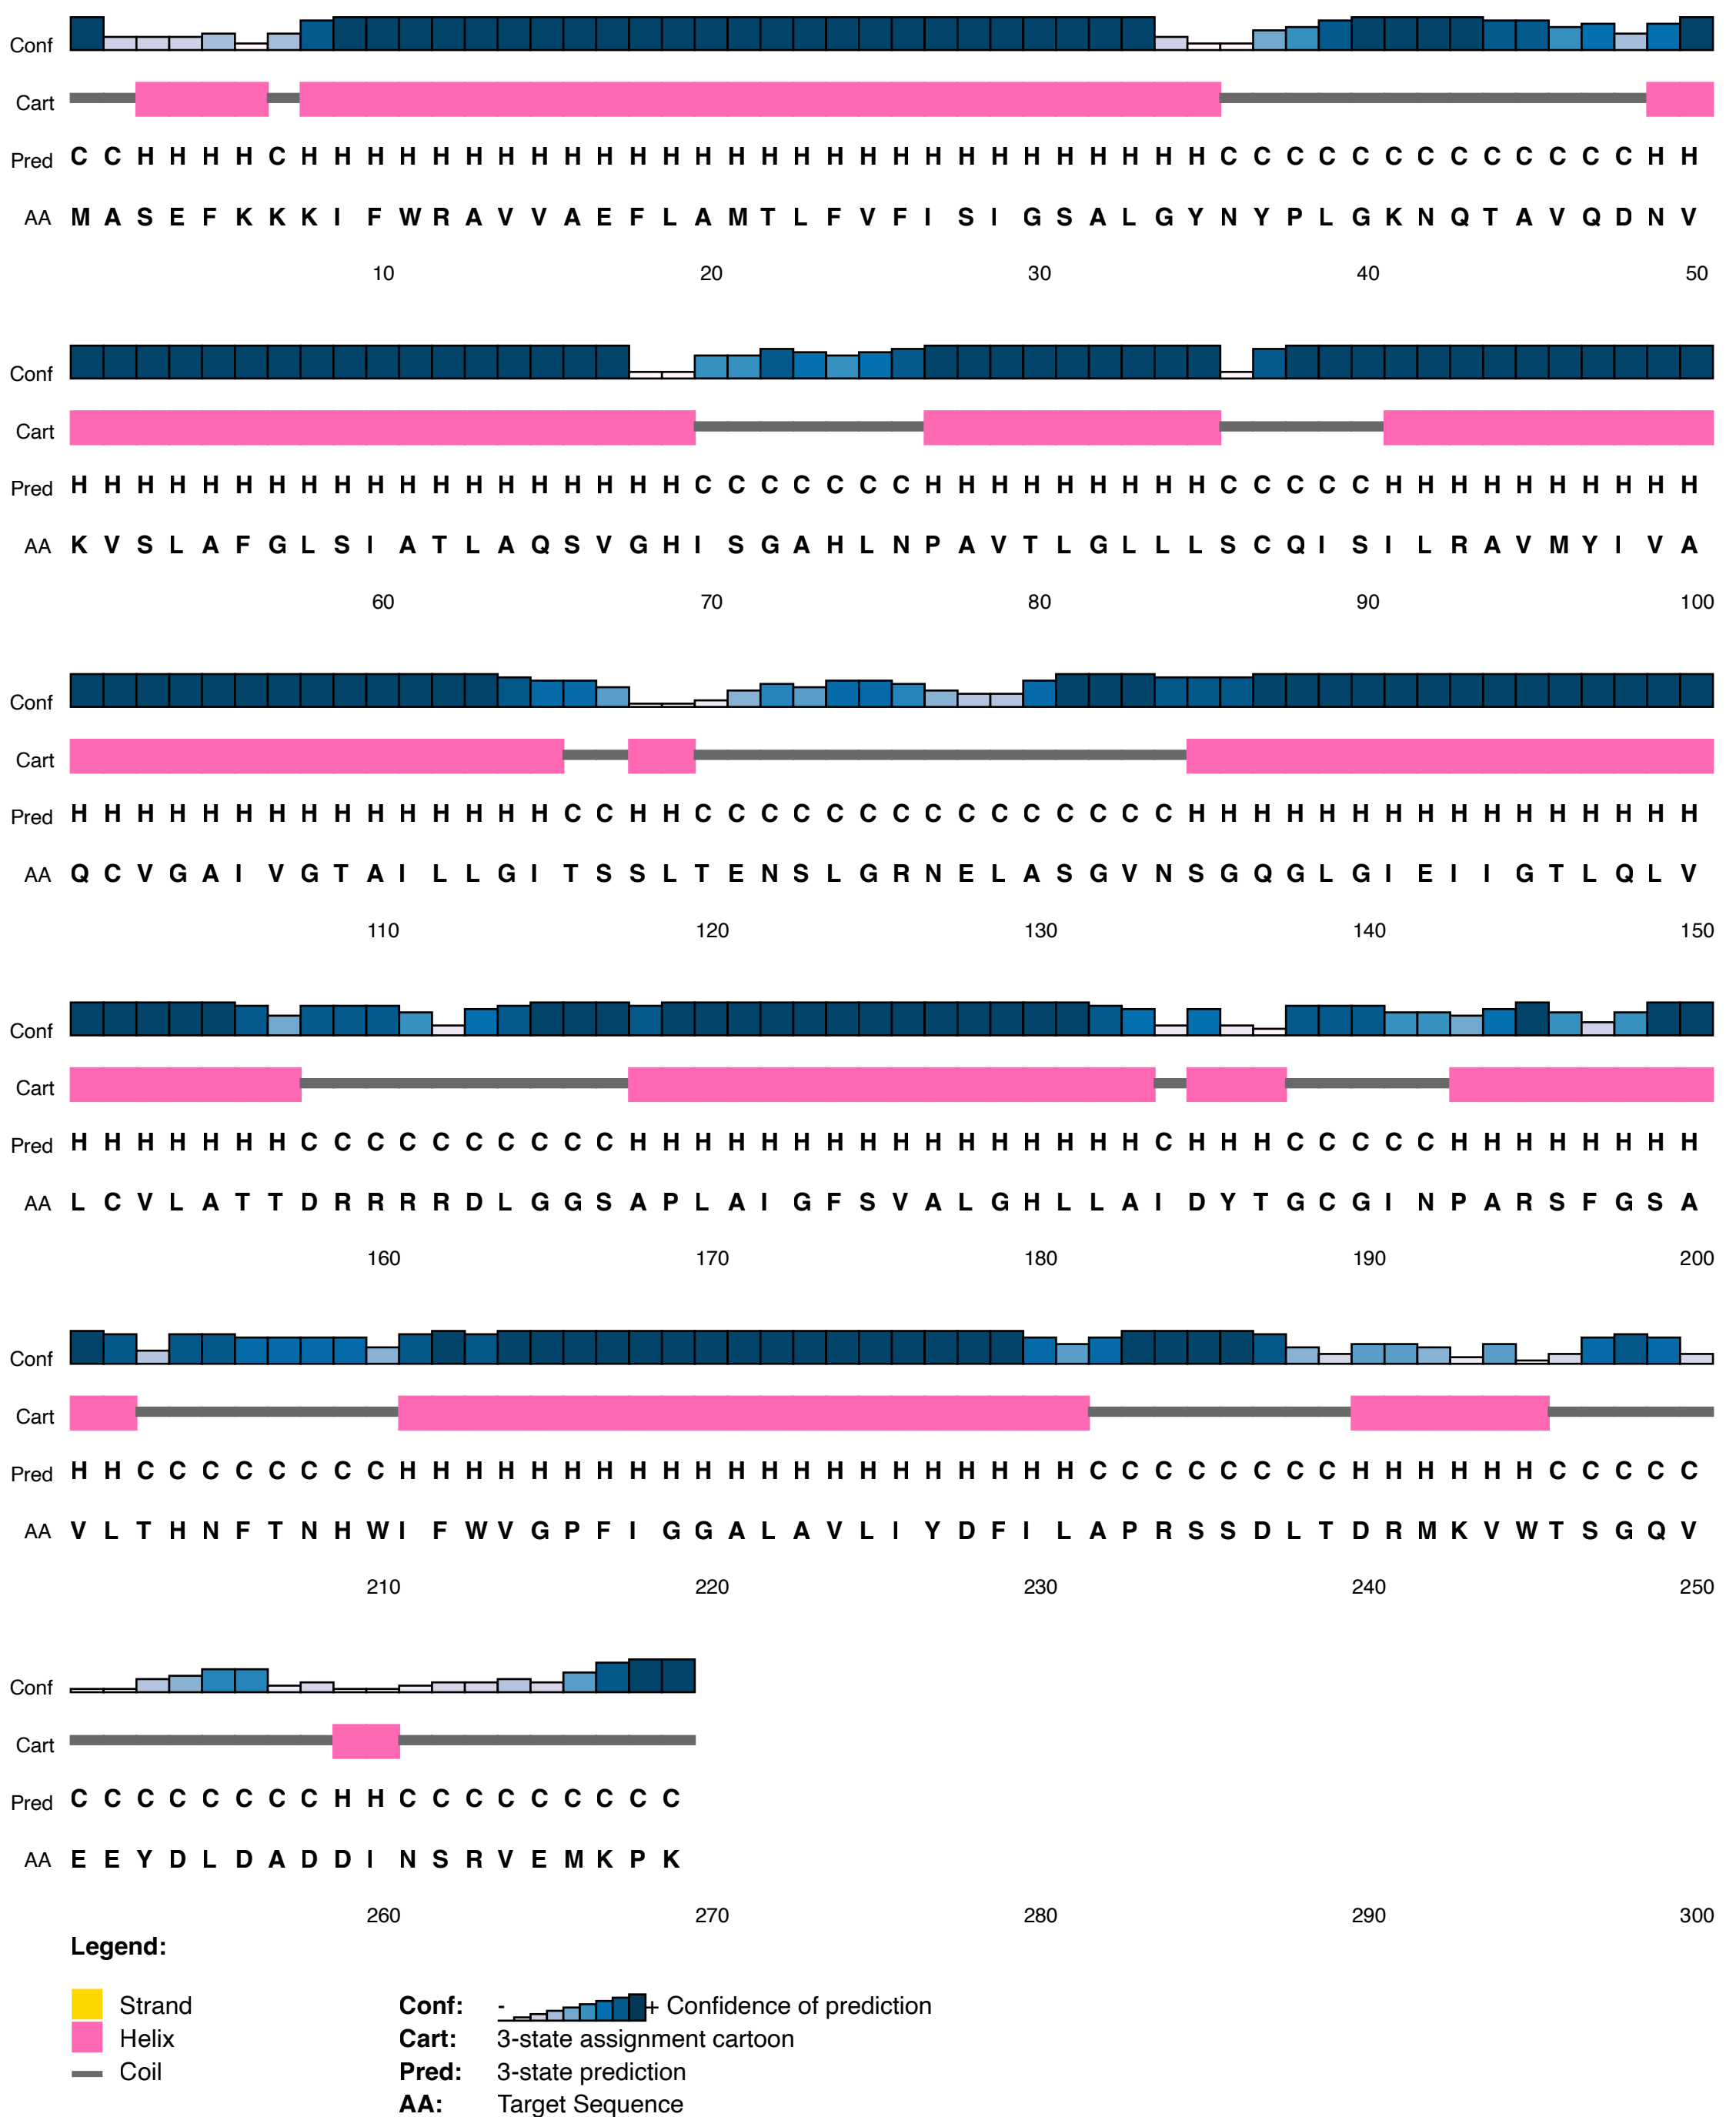 Conf
Cart
Pred C C H H H H C H H H H H H H H H H H H H H H H H H H H H H H H H H H H C C C C C C C C C C C C C H H
AA M A S E F K K K I F W R A V V A E F L A M T L F V F I S I G S A L G Y N Y P L G K N Q T A V Q D N V
10 20 30 40 50
Conf
Cart
Pred H H H H H H H H H H H H H H H H H H H C C C C C C C H H H H H H H H H C C C C C H H H H H H H H H H
AA K V S L A F G L S I A T L A Q S V G H I S G A H L N P A V T L G L L L S C Q I S I L R A V M Y I V A
60 70 80 90 100
Conf
Cart
Pred H H H H H H H H H H H H H H H C C H H C C C C C C C C C C C C C C C H H H H H H H H H H H H H H H H
AA Q C V G A I V G T A I L L G I T S S L T E N S L G R N E L A S G V N S G Q G L G I E I I G T L Q L V
110 120 130 140 150
Conf
Cart
Pred H H H H H H H C C C C C C C C C C H H H H H H H H H H H H H H H H C H H H C C C C C H H H H H H H H
AA L C V L A T T D R R R R D L G G S A P L A I G F S V A L G H L L A I D Y T G C G I N P A R S F G S A
160 170 180 190 200
Conf
Cart
Pred H H C C C C C C C C H H H H H H H H H H H H H H H H H H H H H C C C C C C C C H H H H H H C C C C C
AA V L T H N F T N H W I F W V G P F I G G A L A V L I Y D F I L A P R S S D L T D R M K V W T S G Q V
210 220 230 240 250
Conf
Cart
Pred C C C C C C C C H H C C C C C C C C C
AA E E Y D L D A D D I N S R V E M K P K
260 270 280 290 300
Legend:
Strand
Helix
Coil
Conf: - + Confidence of prediction
Cart: 3-state assignment cartoon
Pred: 3-state prediction
AA: Target Sequence